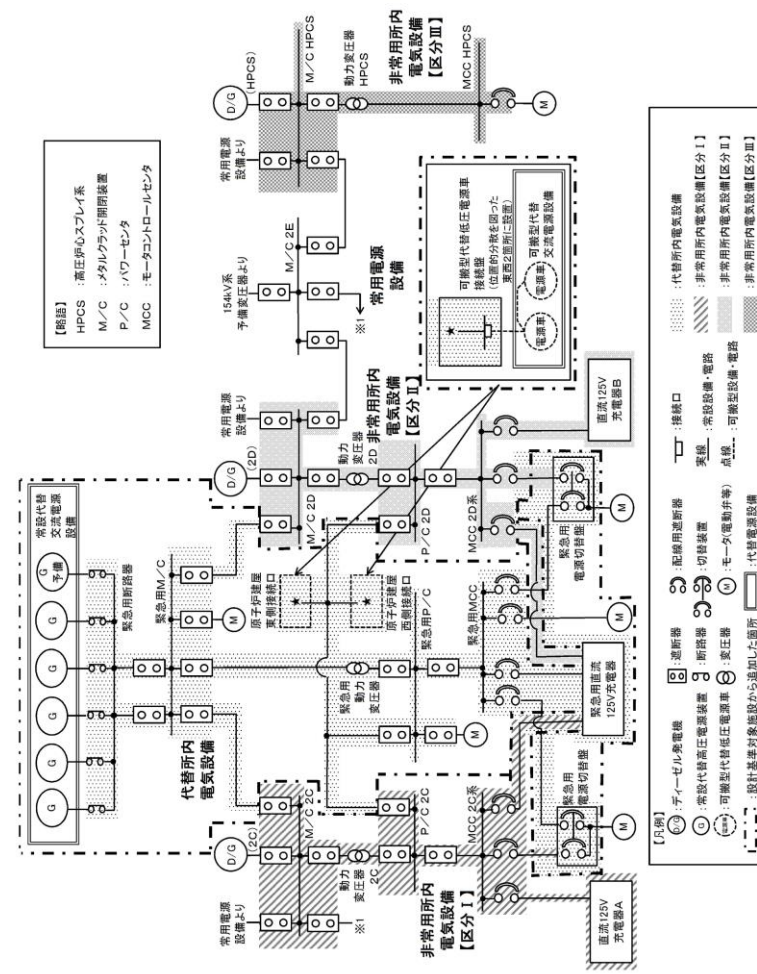 【略語】
HPCS :高圧炉心スプレイ系
M/C :メタルクラッド開閉装置
P/C :パワーセンタ
MCC :モータコントロールセンタ
常設代替
交流電源
設備
G
G
G
G
G
G
予備
緊急用断路器
緊急用M/C
M
代替所内
電気設備
緊急用
動力
変圧器
緊急用P/C
M
緊急用MCC
M
原子炉建屋
東側接続口
原子炉建屋
西側接続口
緊急用直流
125V充電器
常用電源
設備より
D/G
(2C)
M/C 2C
※1
動力
変圧器
2C
非常用所内
電気設備
【区分Ⅰ】
P/C 2C
MCC 2C系
緊急用
電源切替盤
M
直流125V
充電器A
D/G
(2D)
常用電源
設備より
M/C 2D
動力
変圧器
2D
非常用所内
電気設備
【区分Ⅱ】
P/C 2D
MCC 2D系
緊急用
電源切替盤
M
直流125V
充電器B
154kV系
予備変圧器より
M/C 2E
※1
常用電源
設備
常用電源
設備より
D/G
(HPCS)
M/C HPCS
動力変圧器
HPCS
非常用所内
電気設備
【区分Ⅲ】
MCC HPCS
M
可搬型代替低圧電源車
接続盤
(位置的分散を図った
東西2箇所に設置)
可搬型代替
交流電源設備
電源車
電源車
【凡例】
D/G :ディーゼル発電機
G :常設代替高圧電源装置
電源車 :可搬型代替低圧電源車
:設計基準対象施設から追加した箇所
:遮断器
:断路器
:変圧器
:配線用遮断器
:切替装置
M :モータ(電動弁等)
:代替電源設備
:接続口
実線 :常設設備・電路
点線 :可搬型設備・電路
:代替所内電気設備
:非常用所内電気設備【区分Ⅰ】
:非常用所内電気設備【区分Ⅱ】
:非常用所内電気設備【区分Ⅲ】